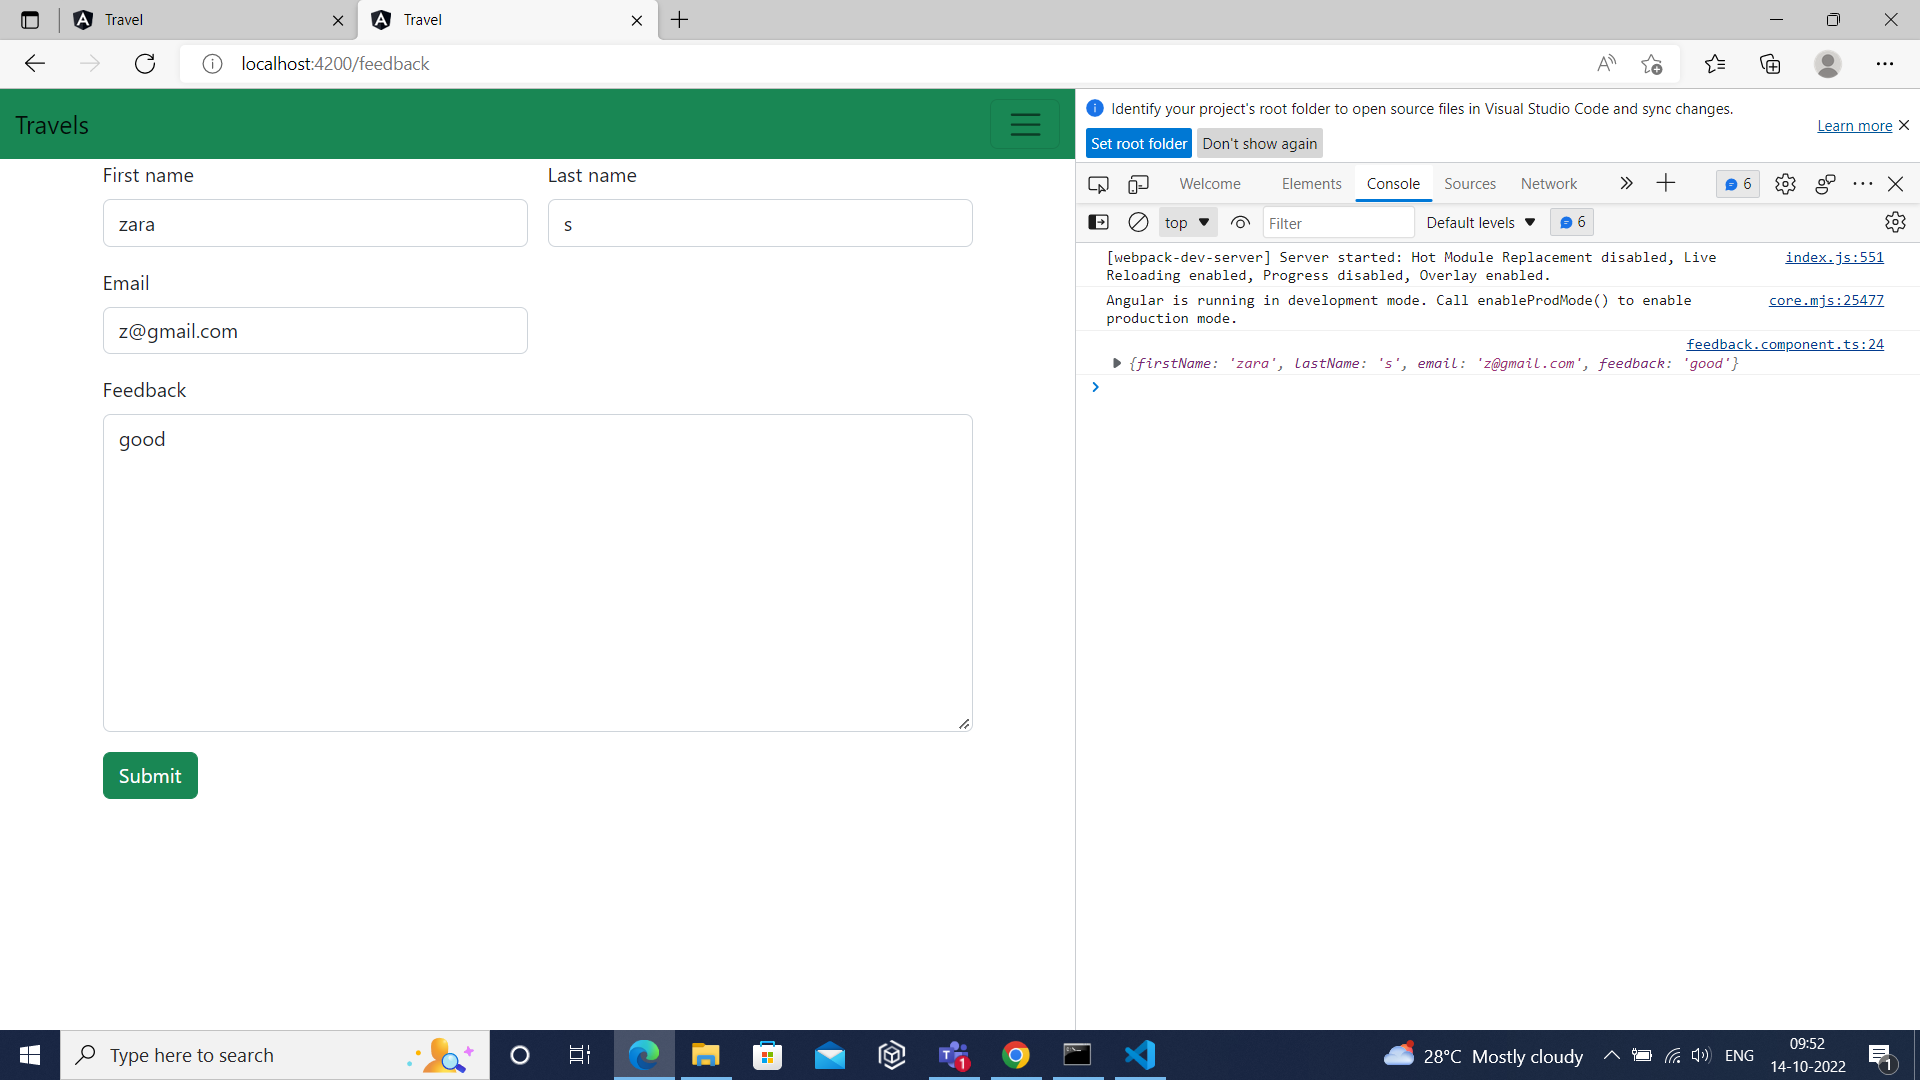 Travel
Travel
localhost:4200/feedback
Travels
First name
Last name
zara
s
Email
z@gmail.com
Feedback
good
Submit
Identify your project's root folder to open source files in Visual Studio Code and sync changes.
Learn more
Set root folder
Don't show again
Welcome
Elements
Console
Sources
Network
6
top
Filter
Default levels
6
[webpack-dev-server] Server started: Hot Module Replacement disabled, Live
index.js:551
Reloading enabled, Progress disabled, Overlay enabled.
Angular is running in development mode. Call enableProdMode() to enable
core.mjs:25477
production mode.
feedback.component.ts:24
{firstName: 'zara', lastName: 's', email: 'z@gmail.com', feedback: 'good'}
Type here to search
1
28°C Mostly cloudy
ENG
09:52
14-10-2022
1